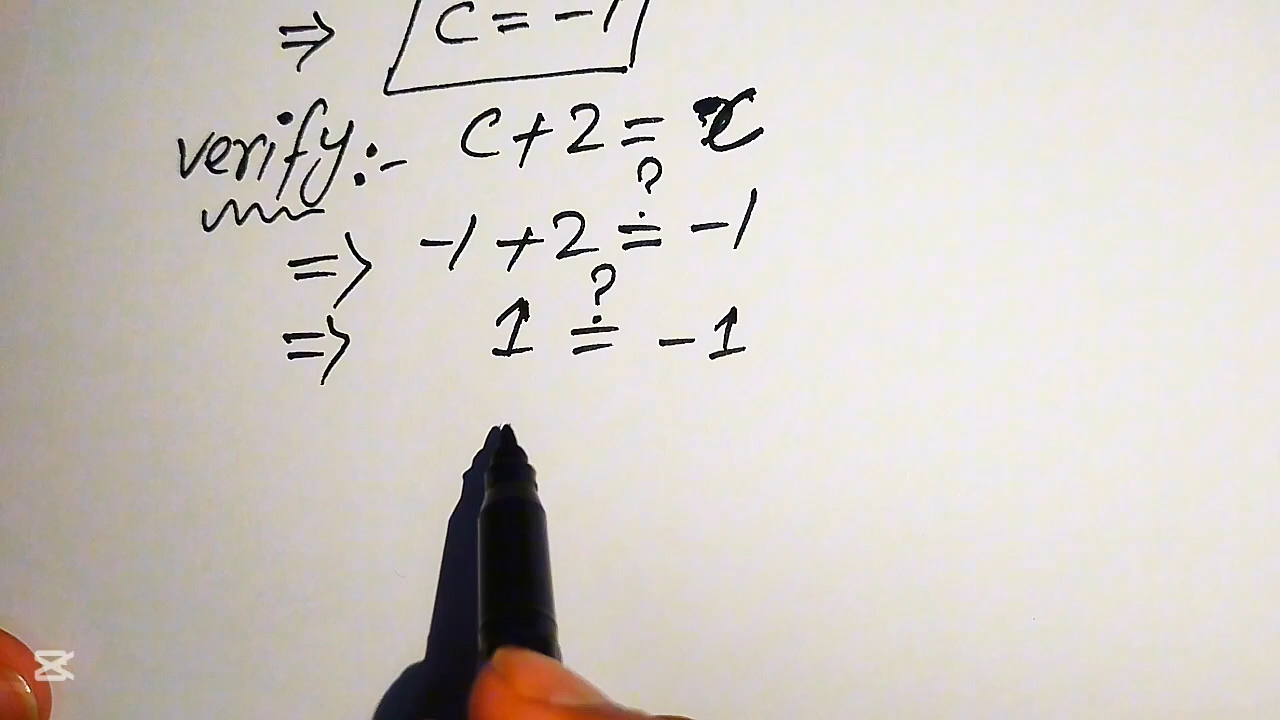 ⇒ C = -1
verify:- C+2 = x
?
⇒ -1 + 2 ≐ -1
?
⇒ 1 ≐ -1